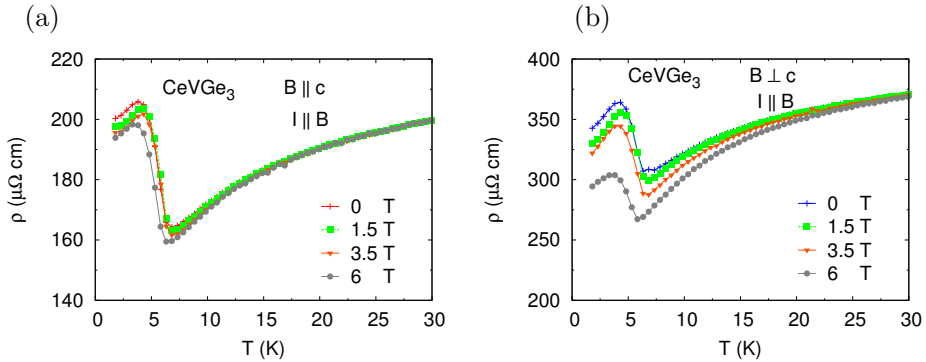 (a)
220
200
180
160
140
ρ (μΩ cm)
CeVGe₃
B ∥ c
I ∥ B
0 T
1.5 T
3.5 T
6 T
0 5 10 15 20 25 30
T (K)
(b)
400
350
300
250
200
ρ (μΩ cm)
CeVGe₃
B ⊥ c
I ∥ B
0 T
1.5 T
3.5 T
6 T
0 5 10 15 20 25 30
T (K)